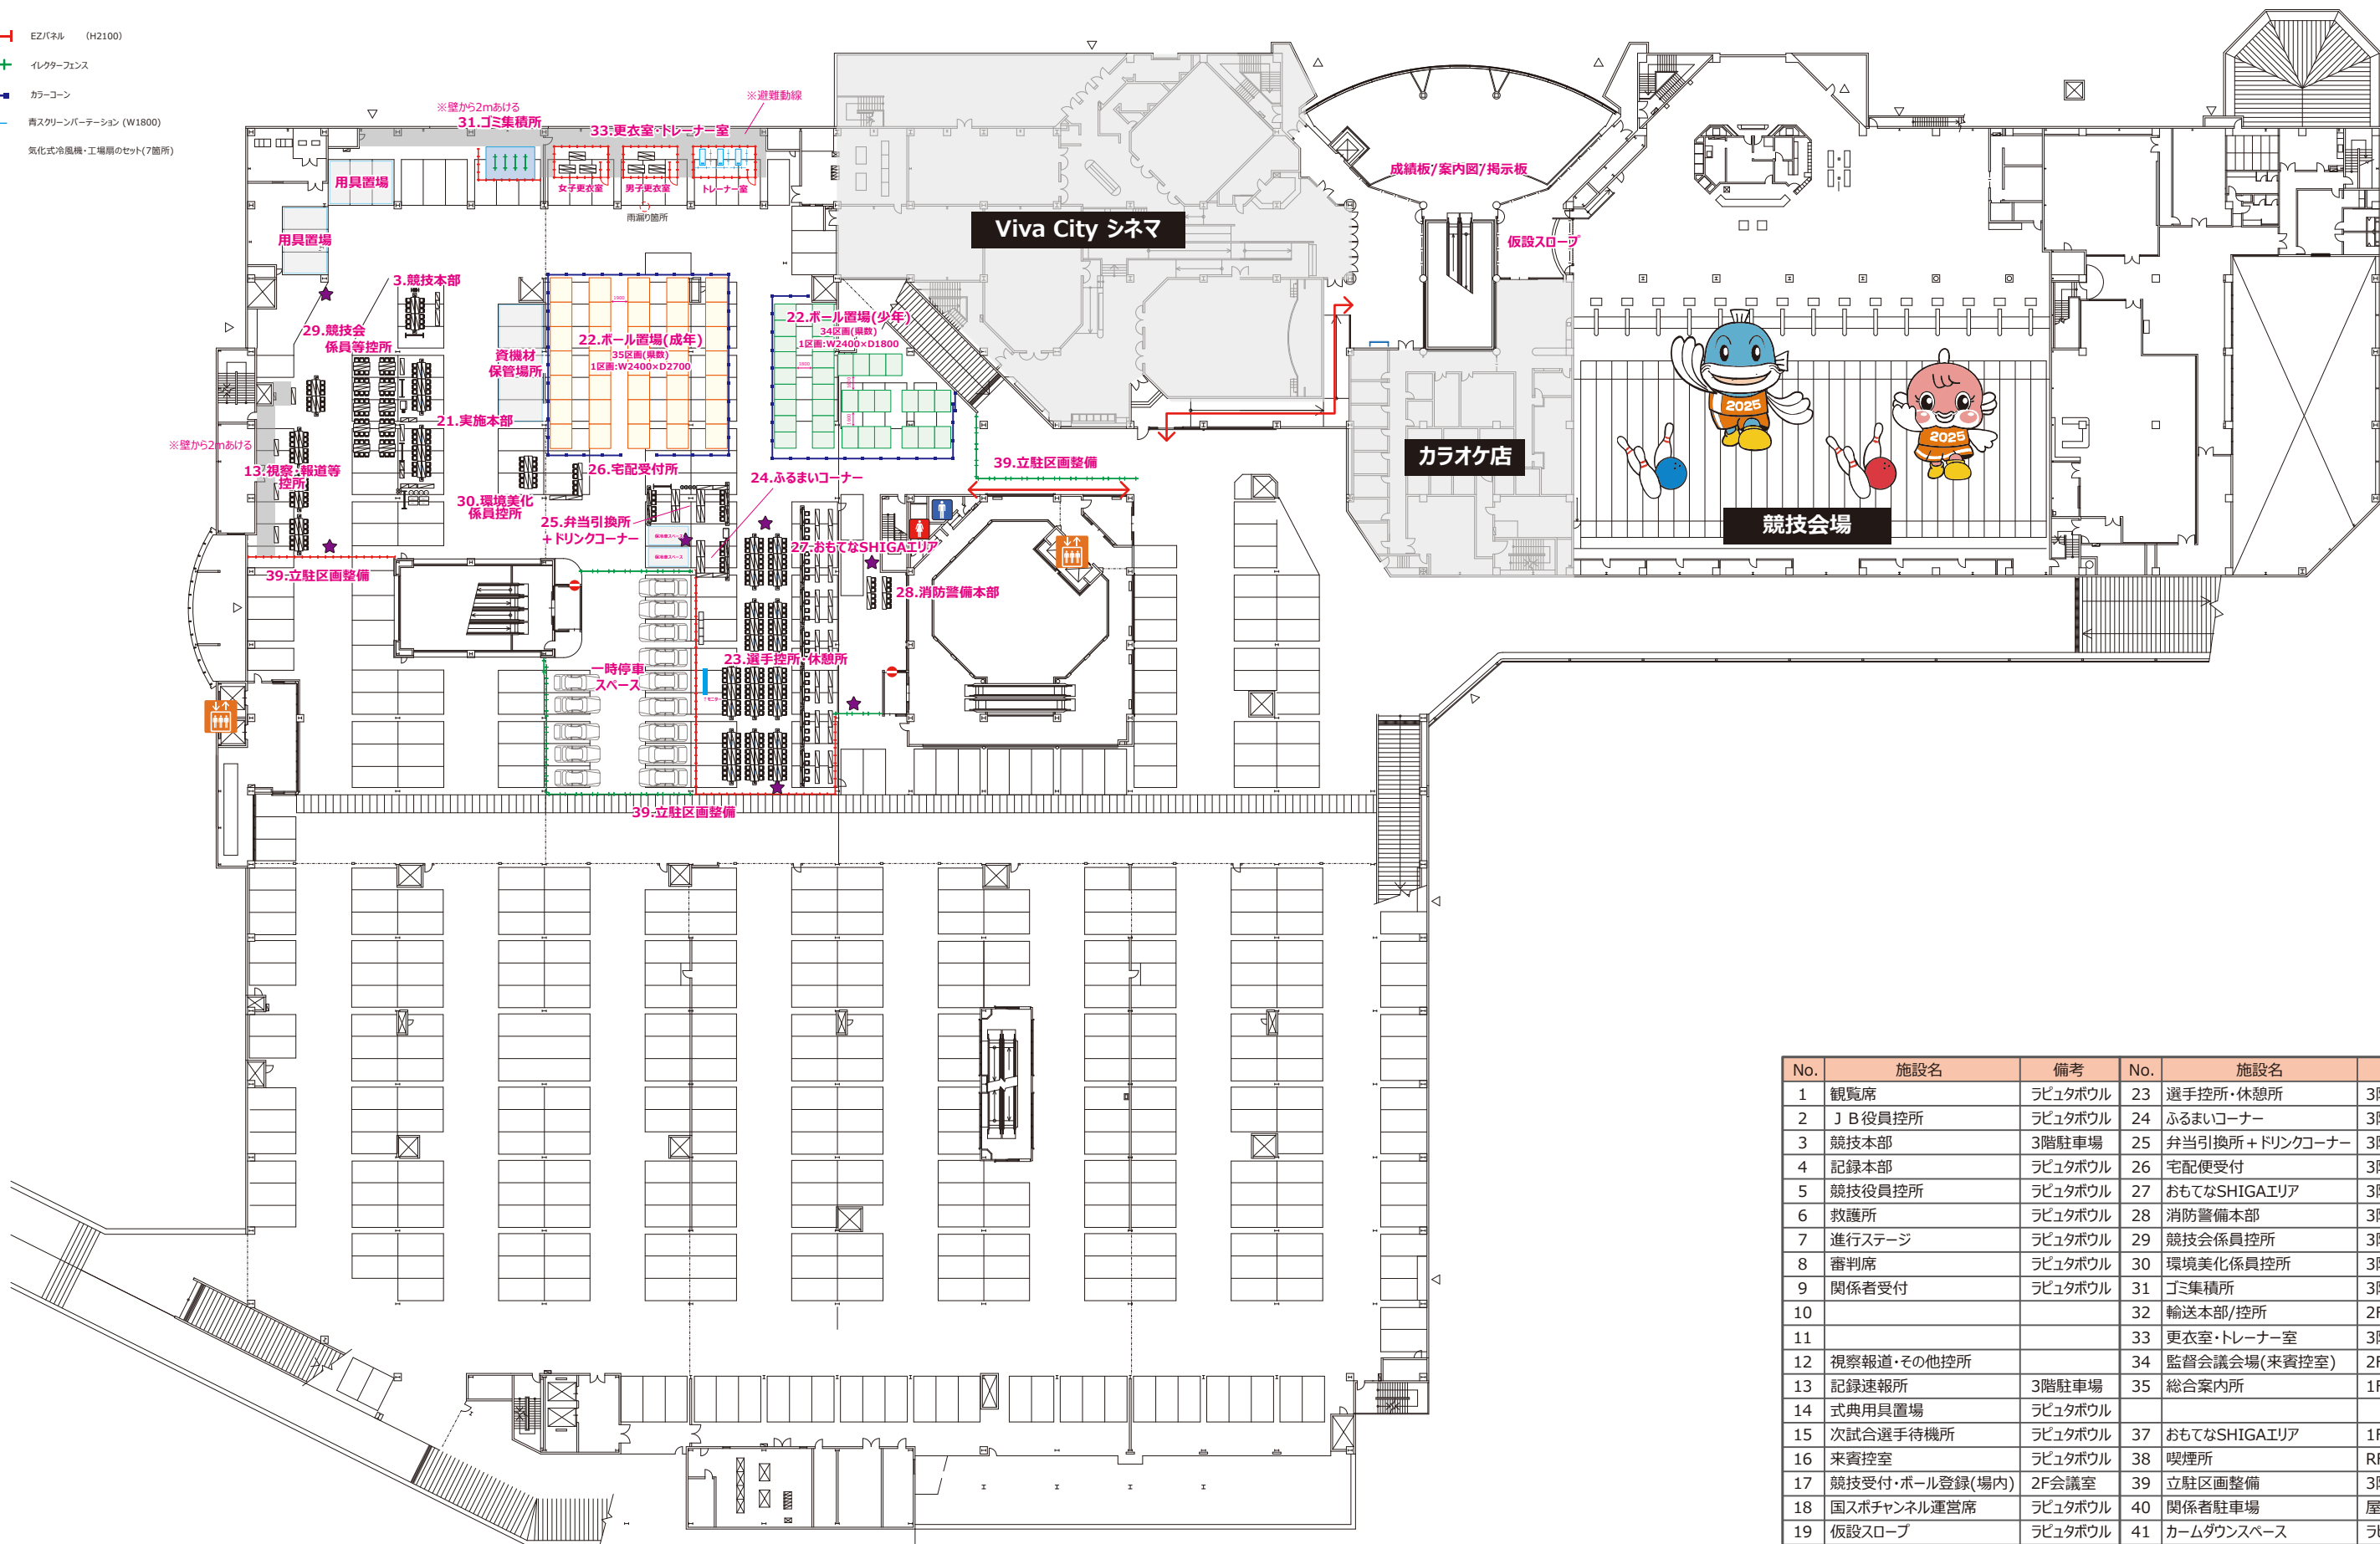 EZパネル　（H2100）
イレクターフェンス
カラーコーン
青スクリーンパーテーション (W1800)
気化式冷風機・工場扇のセット(7箇所)
※壁から2mあける
31.ゴミ集積所
33.更衣室・トレーナー室
※避難動線
用具置場
女子更衣室
男子更衣室
トレーナー室
雨漏り箇所
用具置場
成績板/案内図/掲示板
Viva City シネマ
仮設スロープ
3.競技本部
29.競技会
係員等控所
資機材
保管場所
22.ボール置場(成年)
35区画(県数)
1区画:W2400×D2700
1900
22.ボール置場(少年)
34区画(県数)
1区画:W2400×D1800
21.実施本部
※壁から2mあける
13.視察・報道等
控所
26.宅配受付所
24.ふるまいコーナー
39.立駐区画整備
カラオケ店
2025
2025
競技会場
30.環境美化
係員控所
25.弁当引換所
＋ドリンクコーナー
27.おもてなSHIGAエリア
28.消防警備本部
39.立駐区画整備
一時停車
スペース
23.選手控所・休憩所
39.立駐区画整備
No. 施設名 備考 No. 施設名
1 観覧席 ラピュタボウル 23 選手控所・休憩所 3階
2 ＪＢ役員控所 ラピュタボウル 24 ふるまいコーナー 3階
3 競技本部 3階駐車場 25 弁当引換所＋ドリンクコーナー 3階
4 記録本部 ラピュタボウル 26 宅配便受付 3階
5 競技役員控所 ラピュタボウル 27 おもてなSHIGAエリア 3階
6 救護所 ラピュタボウル 28 消防警備本部 3階
7 進行ステージ ラピュタボウル 29 競技会係員控所 3階
8 審判席 ラピュタボウル 30 環境美化係員控所 3階
9 関係者受付 ラピュタボウル 31 ゴミ集積所 3階
10 32 輸送本部/控所 2F
11 33 更衣室・トレーナー室 3階
12 視察報道・その他控所 34 監督会議会場(来賓控室) 2F
13 記録速報所 3階駐車場 35 総合案内所 1F
14 式典用具置場 ラピュタボウル
15 次試合選手待機所 ラピュタボウル 37 おもてなSHIGAエリア 1F
16 来賓控室 ラピュタボウル 38 喫煙所 RF
17 競技受付・ボール登録(場内) 2F会議室 39 立駐区画整備 3階
18 国スポチャンネル運営席 ラピュタボウル 40 関係者駐車場 屋
19 仮設スロープ ラピュタボウル 41 カームダウンスペース ラピ